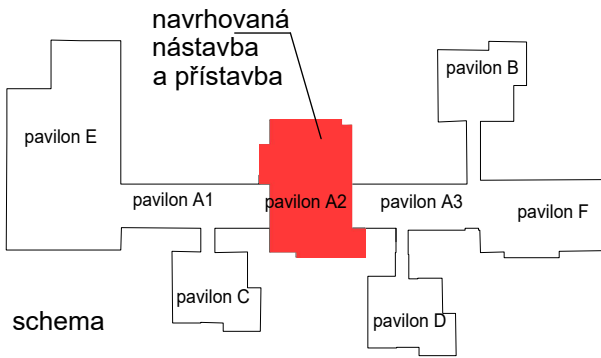 navrhovaná
nástavba
a přístavba
pavilon B
pavilon E
pavilon A1
pavilon A2
pavilon A3
pavilon F
pavilon C
pavilon D
schema